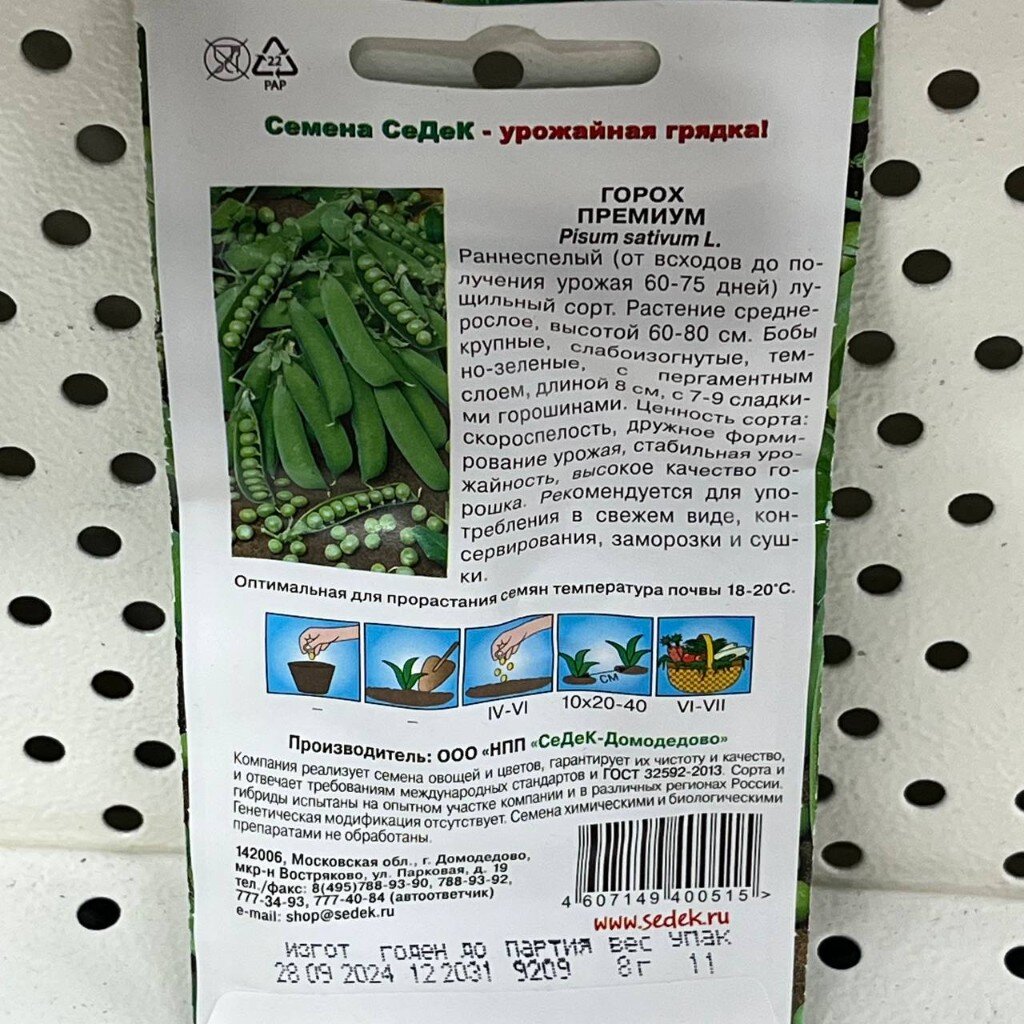 22
PAP
Семена СеДеК - урожайная грядка!
ГОРОХ
ПРЕМИУМ
Pisum sativum L.
Раннеспелый (от всходов до по-
лучения урожая 60-75 дней) лу-
щильный сорт. Растение средне-
рослое, высотой 60-80 см. Бобы
крупные, слабоизогнутые, тем-
но-зеленые, с пергаментным
слоем, длиной 8 см, с 7-9 сладки-
ми горошинами. Ценность сорта:
скороспелость, дружное форми-
рование урожая, стабильная уро-
жайность, высокое качество го-
рошка. Рекомендуется для упо-
требления в свежем виде, кон-
сервирования, заморозки и суш-
ки.
Оптимальная для прорастания семян температура почвы 18-20°С.
см
– – IV-VI 10x20-40 VI-VII
Производитель: ООО «НПП «СеДеК-Домодедово»
Компания реализует семена овощей и цветов, гарантирует их чистоту и качество,
и отвечает требованиям международных стандартов и ГОСТ 32592-2013. Сорта и
гибриды испытаны на опытном участке компании и в различных регионах России.
Генетическая модификация отсутствует. Семена химическими и биологическими
препаратами не обработаны.
142006, Московская обл., г. Домодедово,
мкр-н Востряково, ул. Парковая, д. 19
тел./факс: 8(495)788-93-90, 788-93-92,
777-34-93, 777-40-84 (автоответчик)
e-mail: shop@sedek.ru
4 607149 400515 >
www.sedek.ru
изгот годен до партия вес упак
28 09 2024 12 2031 9209 8г 11